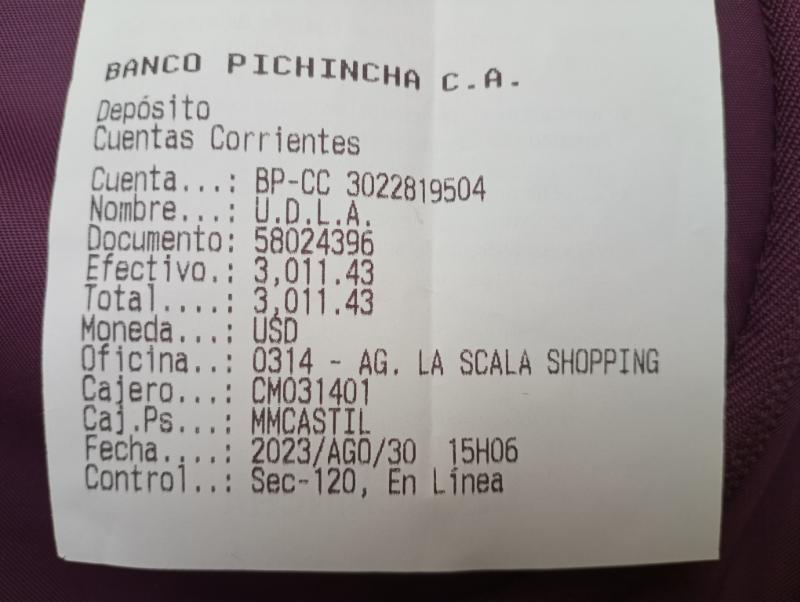 BANCO PICHINCHA C.A.
Depósito
Cuentas Corrientes
Cuenta...: BP-CC 3022819504
Nombre...: U.D.L.A.
Documento: 58024396
Efectivo.: 3,011.43
Total....: 3,011.43
Moneda...: USD
Oficina..: 0314 - AG. LA SCALA SHOPPING
Cajero...: CM031401
Caj.Ps...: MMCASTIL
Fecha....: 2023/AGO/30 15H06
Control..: Sec-120, En Línea